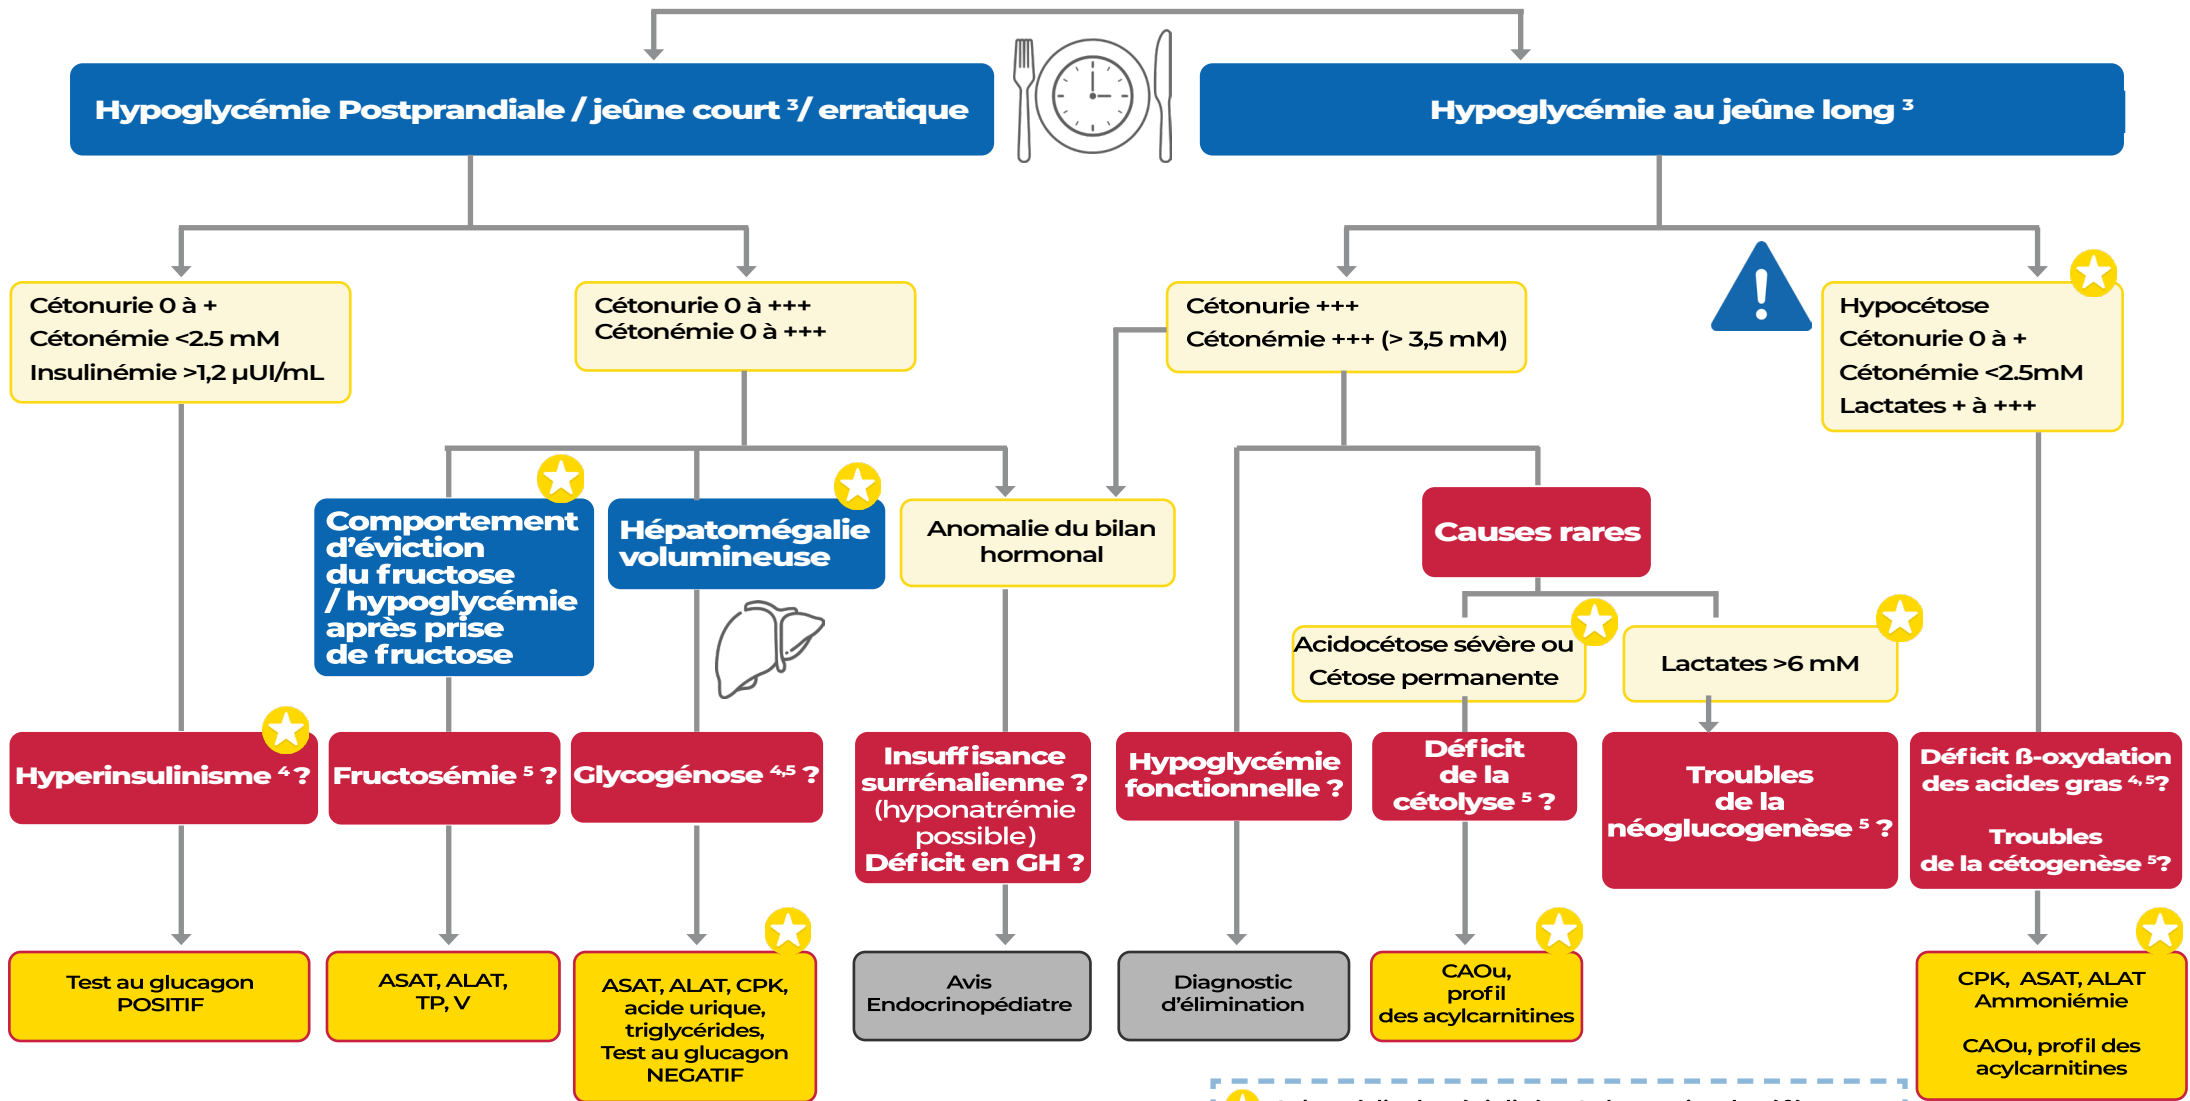 Hypoglycémie Postprandiale / jeûne court ³/ erratique
Hypoglycémie au jeûne long ³
Cétonurie 0 à +
Cétonémie <2.5 mM
Insulinémie >1,2 µUI/mL
Cétonurie 0 à +++
Cétonémie 0 à +++
Cétonurie +++
Cétonémie +++ (> 3,5 mM)
Hypocétose
Cétonurie 0 à +
Cétonémie <2.5mM
Lactates + à +++
Comportement
d’éviction
du fructose
/ hypoglycémie
après prise
de fructose
Hépatomégalie
volumineuse
Anomalie du bilan
hormonal
Causes rares
Acidocétose sévère ou
Cétose permanente
Lactates >6 mM
Hyperinsulinisme ⁴ ?
Fructosémie ⁵ ?
Glycogénose ⁴,⁵ ?
Insuffisance
surrénalienne ?
(hyponatrémie
possible)
Déficit en GH ?
Hypoglycémie
fonctionnelle ?
Déficit
de la
cétolyse ⁵ ?
Troubles
de la
néoglucogenèse ⁵ ?
Déficit ß-oxydation
des acides gras ⁴, ⁵?
Troubles
de la cétogenèse ⁵?
Test au glucagon
POSITIF
ASAT, ALAT,
TP, V
ASAT, ALAT, CPK,
acide urique,
triglycérides,
Test au glucagon
NEGATIF
Avis
Endocrinopédiatre
Diagnostic
d’élimination
CAOu,
profil
des acylcarnitines
CPK, ASAT, ALAT
Ammoniémie
CAOu, profil des
acylcarnitines